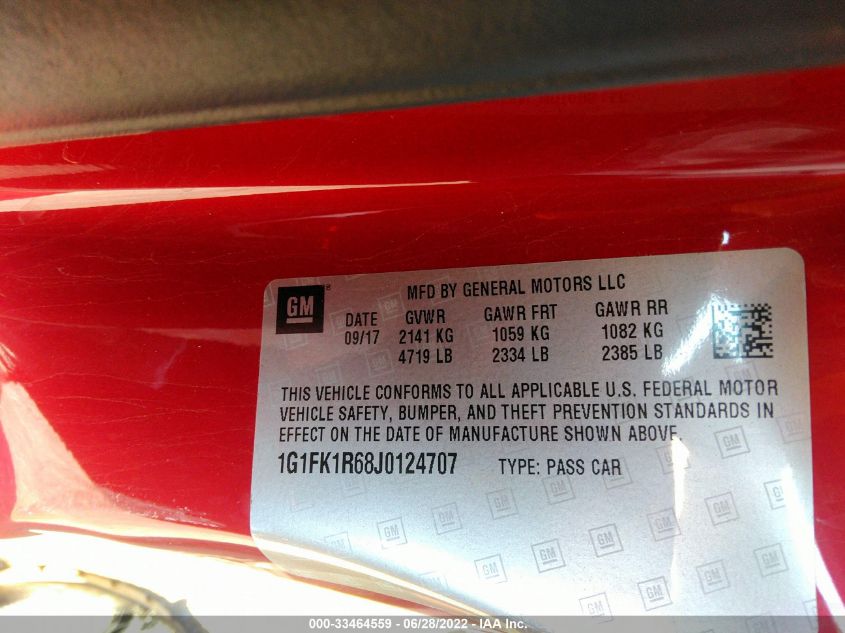 GM ®
MFD BY GENERAL MOTORS LLC
DATE GVWR GAWR FRT GAWR RR
09/17 2141 KG 1059 KG 1082 KG
4719 LB 2334 LB 2385 LB
THIS VEHICLE CONFORMS TO ALL APPLICABLE U.S. FEDERAL MOTOR
VEHICLE SAFETY, BUMPER, AND THEFT PREVENTION STANDARDS IN
EFFECT ON THE DATE OF MANUFACTURE SHOWN ABOVE.
1G1FK1R68J0124707 TYPE: PASS CAR
000-33464559 - 06/28/2022 - IAA Inc.